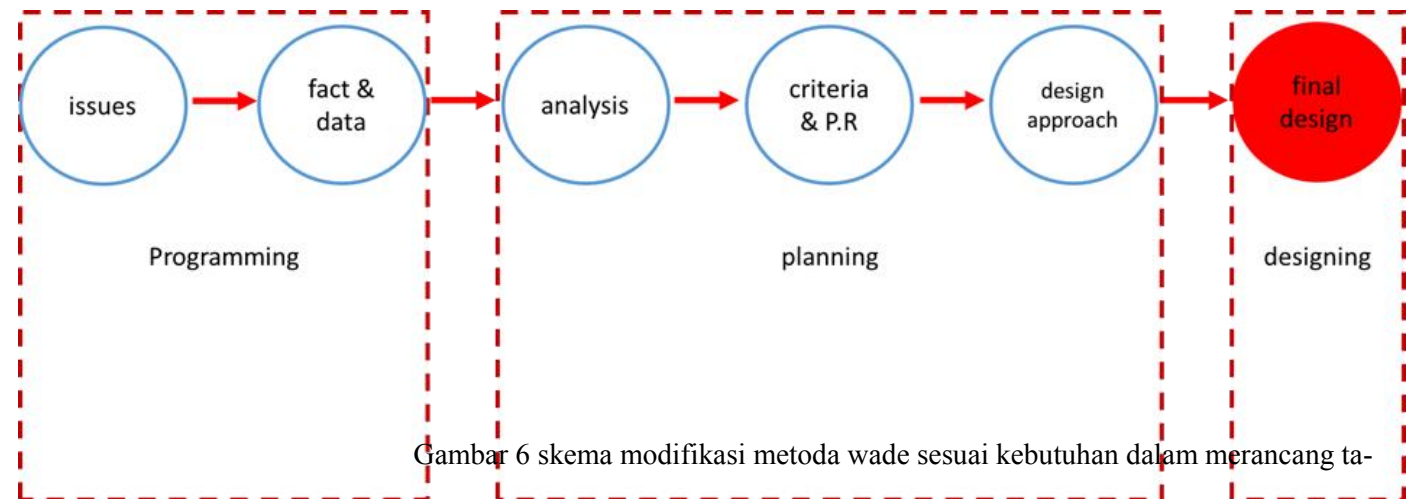 issues
fact &
data
analysis
criteria
& P.R
design
approach
final
design
Programming
planning
designing
Gambar 6 skema modifikasi metoda wade sesuai kebutuhan dalam merancang ta-